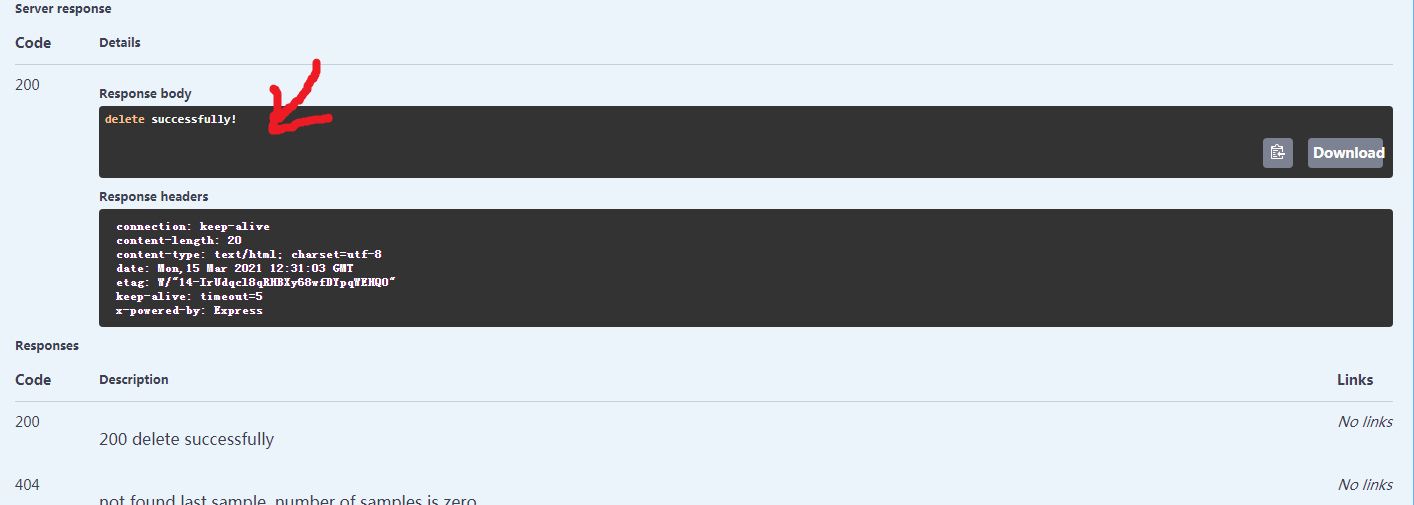 Server response
Code Details
200
Response body
delete successfully!
Download
Response headers
connection: keep-alive
content-length: 20
content-type: text/html; charset=utf-8
date: Mon,15 Mar 2021 12:31:03 GMT
etag: W/"14-IrUdqcl8qRHBXy68wfDYpqWEHQO"
keep-alive: timeout=5
x-powered-by: Express
Responses
Code Description Links
200 No links
200 delete successfully
404 No links
not found last sample, number of samples is zero